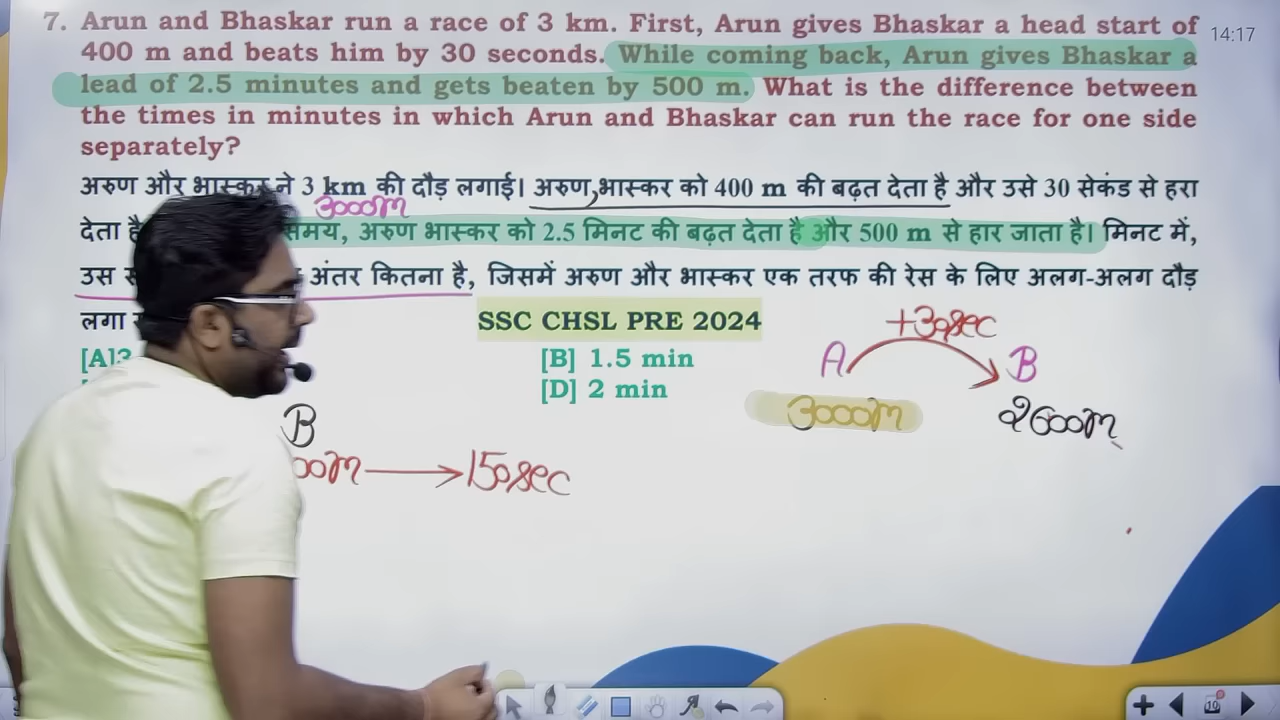 7. Arun and Bhaskar run a race of 3 km. First, Arun gives Bhaskar a head start of
14:17
400 m and beats him by 30 seconds. While coming back, Arun gives Bhaskar a
lead of 2.5 minutes and gets beaten by 500 m. What is the difference between
the times in minutes in which Arun and Bhaskar can run the race for one side
separately?
अरुण और भास्कर ने 3 km की दौड़ लगाई। अरुण भास्कर को 400 m की बढ़त देता है और उसे 30 सेकंड से हरा
3000m
देता है समय, अरुण भास्कर को 2.5 मिनट की बढ़त देता है और 500 m से हार जाता है। मिनट में,
उस अंतर कितना है, जिसमें अरुण और भास्कर एक तरफ की रेस के लिए अलग-अलग दौड़
लगा
SSC CHSL PRE 2024
+30sec
[A]3
[B] 1.5 min
A B
[D] 2 min
3000m 2600m
B
00m 150sec